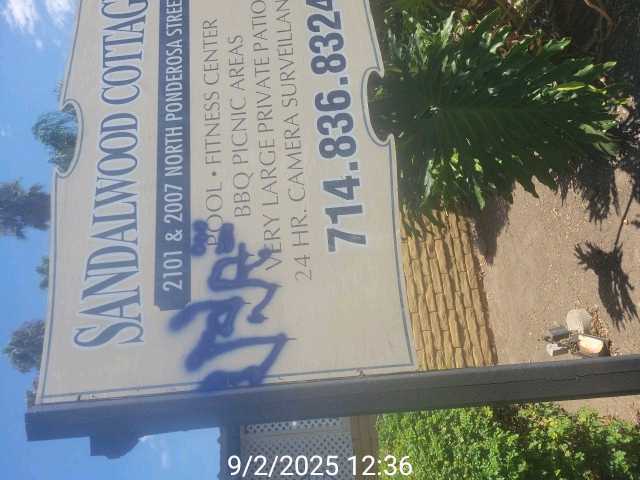 SANDALWOOD COTTAG
2101 & 2007 NORTH PONDEROSA STREE
POOL • FITNESS CENTER
BBQ PICNIC AREAS
VERY LARGE PRIVATE PATIO
24 HR. CAMERA SURVEILLAN
714.836.8324
9/2/2025 12:36